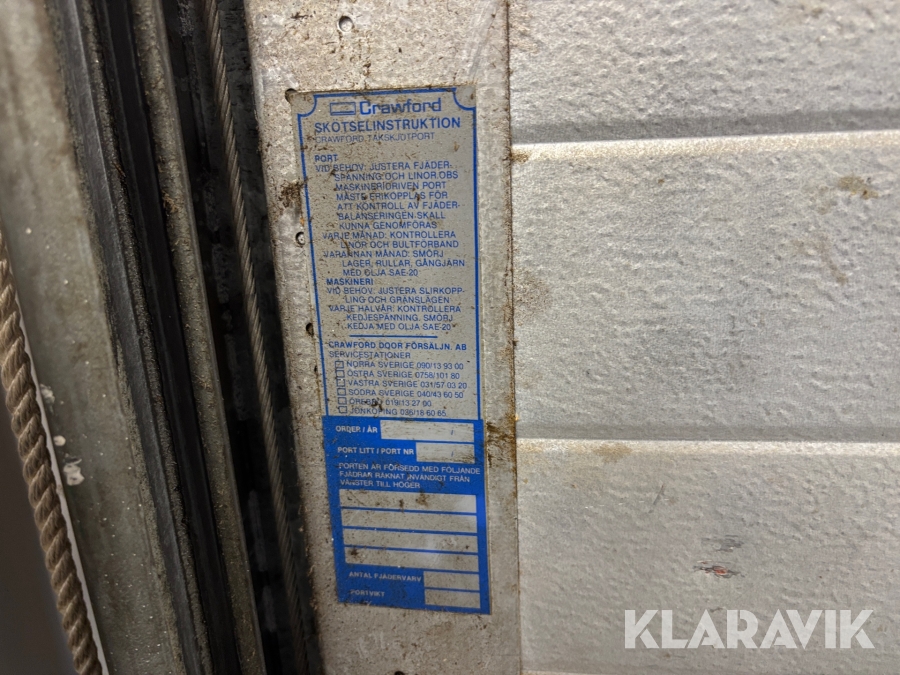 Crawford
SKÖTSELINSTRUKTION
CRAWFORD TAKSKJUTPORT
PORT
VID BEHOV: JUSTERA FJÄDER-
SPÄNNING OCH LINOR.OBS
MASKINERIDRIVEN PORT
MÅSTE FRIKOPPLAS FÖR
ATT KONTROLL AV FJÄDER-
BALANSERINGEN SKALL
KUNNA GENOMFÖRAS
VARJE MÅNAD: KONTROLLERA
LINOR OCH BULTFÖRBAND
VARANNAN MÅNAD: SMÖRJ
LAGER, RULLAR, GÅNGJÄRN
MED OLJA SAE-20
MASKINERI
VID BEHOV: JUSTERA SLIRKOPP-
LING OCH GRÄNSLÄGEN
VARJE HALVÅR: KONTROLLERA
KEDJESPÄNNING. SMÖRJ
KEDJA MED OLJA SAE-20
CRAWFORD DOOR FÖRSÄLJN. AB
SERVICESTATIONER
NORRA SVERIGE 090/13 93 00
ÖSTRA SVERIGE 0758/101 80
VÄSTRA SVERIGE 031/57 03 20
SÖDRA SVERIGE 040/43 60 50
ÖREBRO 019/13 27 00
JÖNKÖPING 036/18 60 65
ORDER / ÅR
PORT LITT / PORT NR
PORTEN ÄR FÖRSEDD MED FÖLJANDE
FJÄDRAR RÄKNAT INVÄNDIGT FRÅN
VÄNSTER TILL HÖGER
ANTAL FJÄDERVARV
PORTVIKT
KLARAVIK